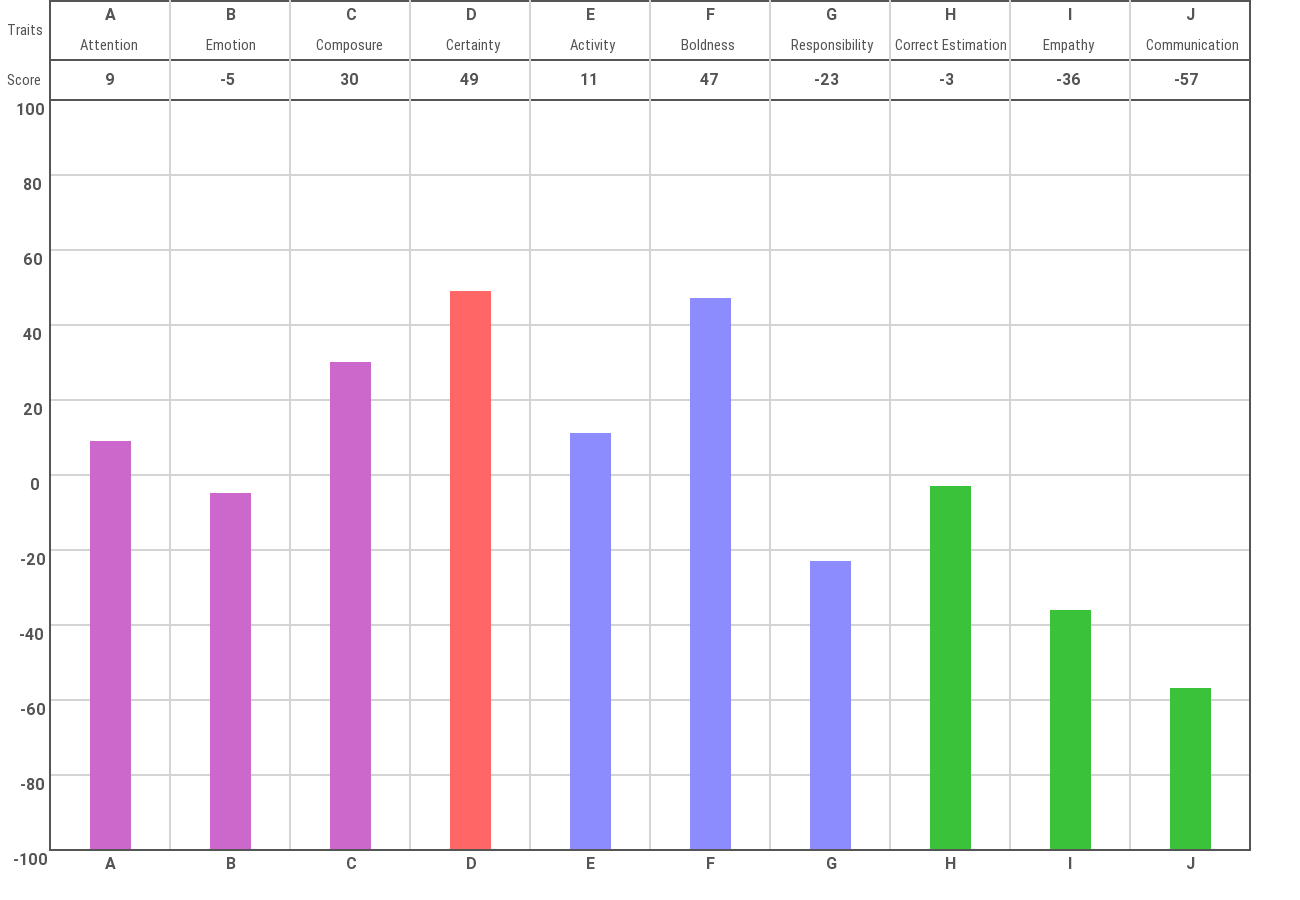 Traits
A B C D E F G H I J
Attention Emotion Composure Certainty Activity Boldness Responsibility Correct Estimation Empathy Communication
Score 9 -5 30 49 11 47 -23 -3 -36 -57
100
80
60
40
20
0
-20
-40
-60
-80
-100
A B C D E F G H I J